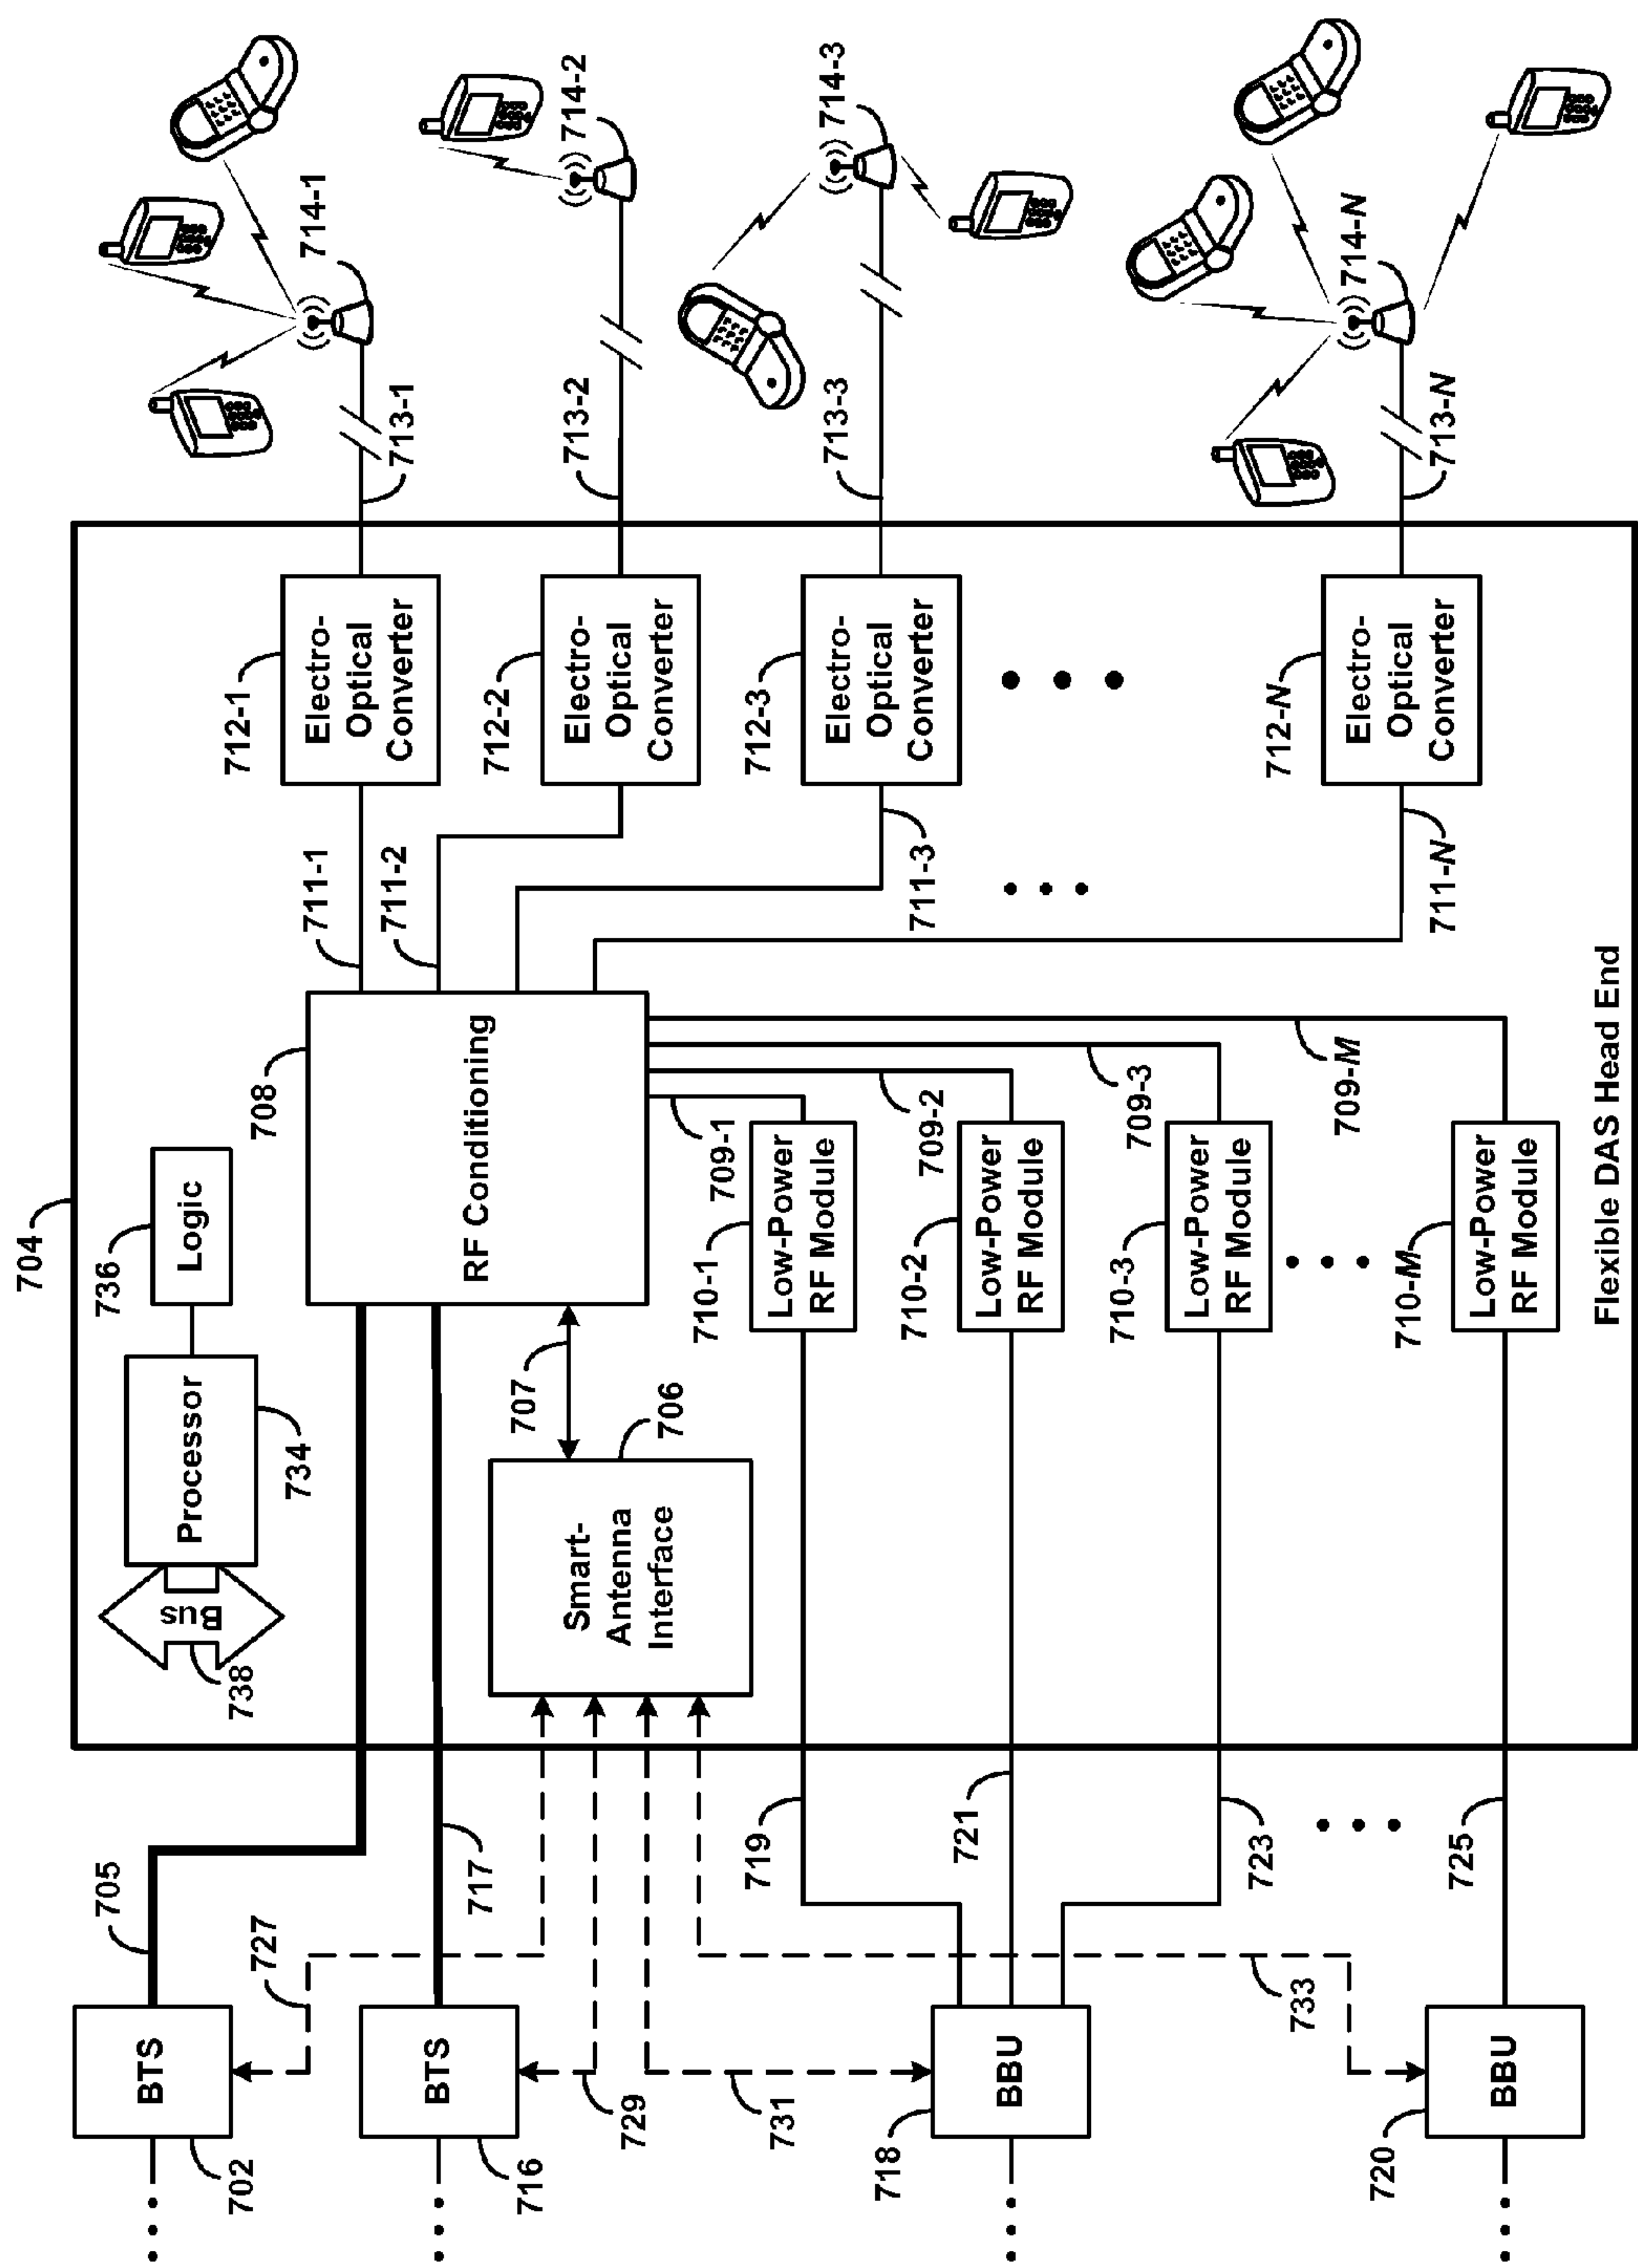 704
738
Bus
Processor
734
736
Logic
705
BTS
702
727
717
BTS
716
729
708
RF Conditioning
707
Smart-
Antenna
Interface
706
711-1
711-2
711-3
711-N
712-1
Electro-
Optical
Converter
712-2
Electro-
Optical
Converter
712-3
Electro-
Optical
Converter
712-N
Electro-
Optical
Converter
713-1
713-2
713-3
713-N
714-1
714-2
714-3
714-N
709-1
709-2
709-3
709-M
710-1
Low-Power
RF Module
710-2
Low-Power
RF Module
710-3
Low-Power
RF Module
710-M
Low-Power
RF Module
719
721
723
725
731
733
718
BBU
720
BBU
Flexible DAS Head End